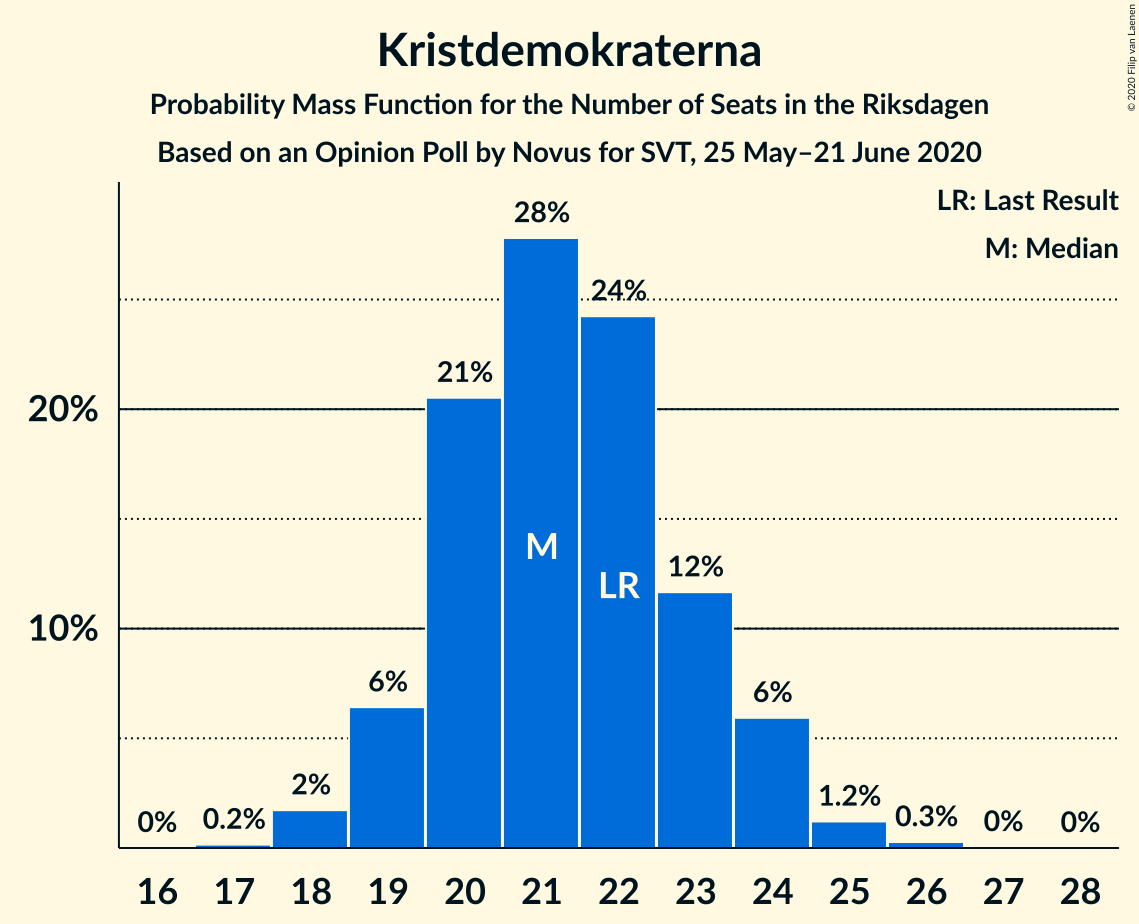 Kristdemokraterna
Probability Mass Function for the Number of Seats in the Riksdagen
Based on an Opinion Poll by Novus for SVT, 25 May–21 June 2020
© 2020 Filip van Laenen
LR: Last Result
M: Median
28%
24%
21%
20%
M
LR
12%
10%
6%
6%
2%
1.2%
0.3%
0%
0.2%
0%
0%
16 17 18 19 20 21 22 23 24 25 26 27 28